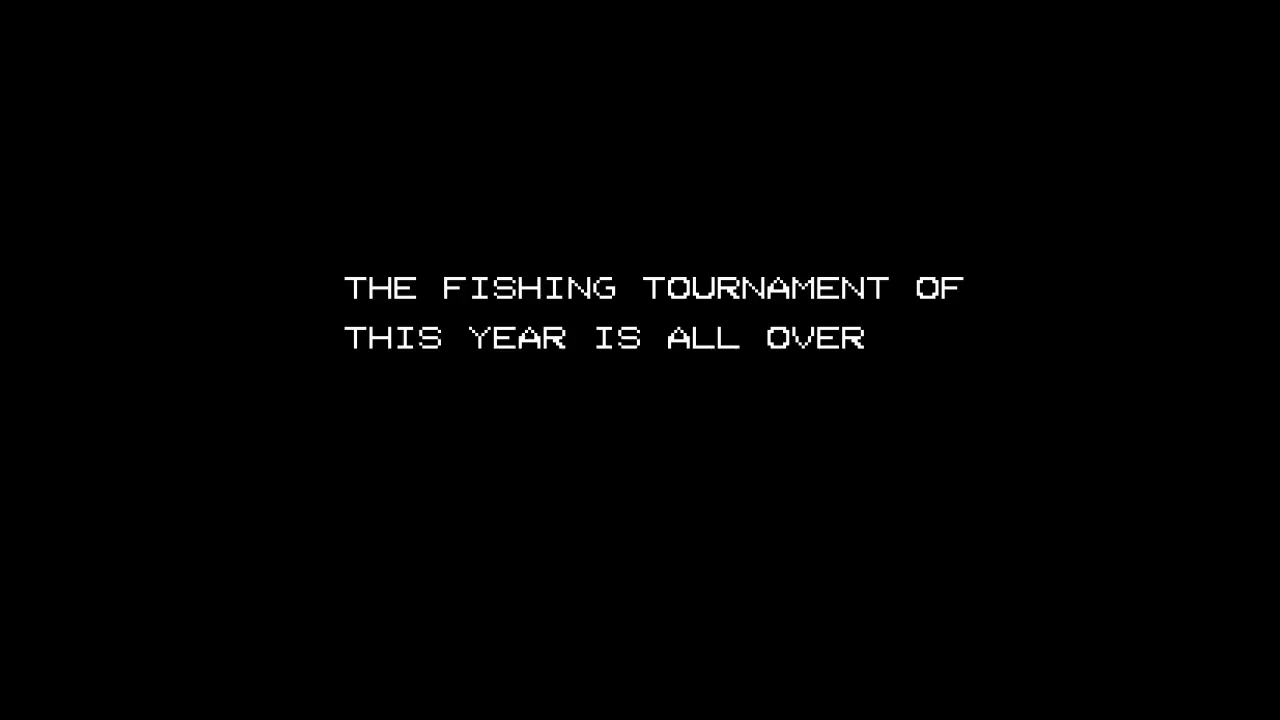 THE FISHING TOURNAMENT OF
THIS YEAR IS ALL OVER